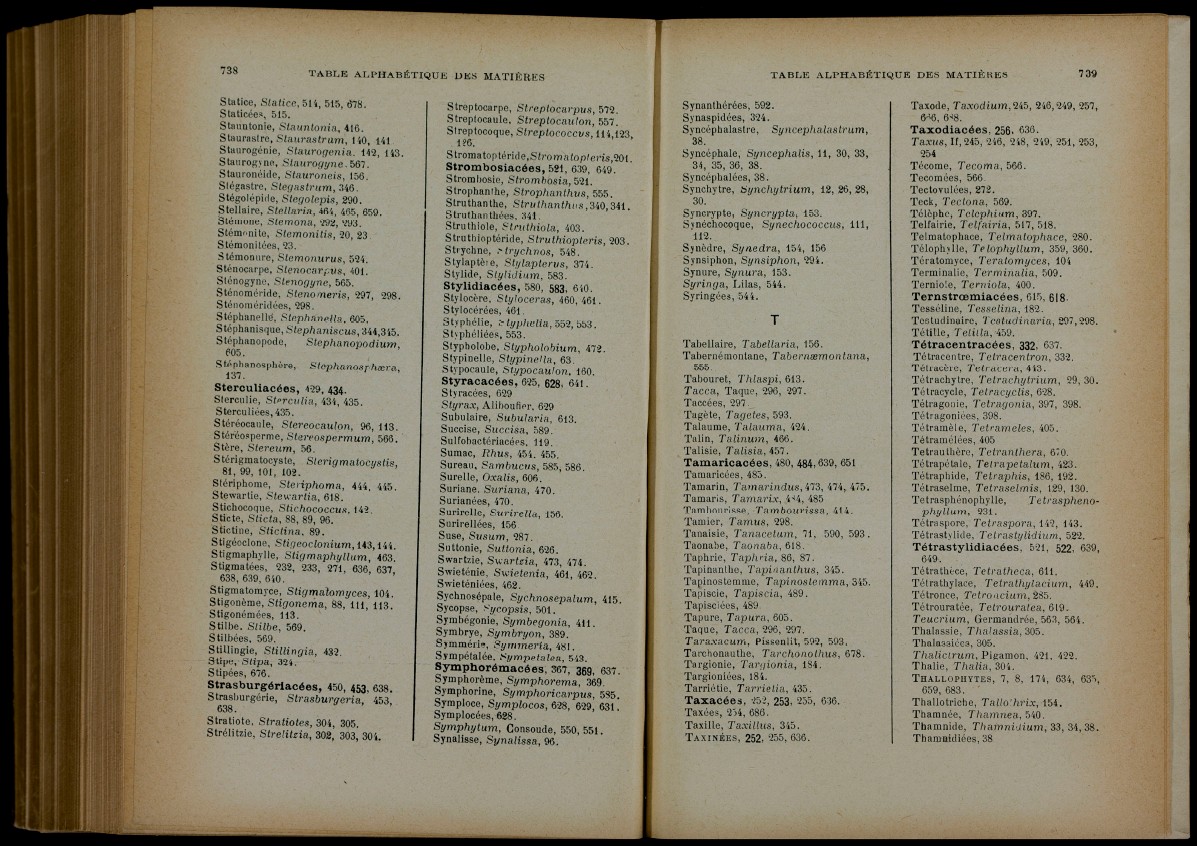 738
TABLE ALPHABÉTIQUE DES MATIÈRES
Statice, Statice, 514, 515, 678.
Staticées, 515.
Stauntonie, Stauntonia, 416.
Staurastre, Staurastrum, 140, 141
Staurogénie, Staurogenia. 142, 143.
Staurogyne, Staurogyne. 567.
Stauronéide, Stauroneis, 156.
Stégastre, Stegastrum, 346.
Stégolépide, Stegolepis, 290.
Stellaire, Stellaria, 464, 465, 659.
Stémone, Stemona, 292, 293.
Stémonite, Stemonitis, 20, 23
Stémonitées, 23.
Stémonure, Stemonurus, 524.
Sténocarpe, Stenocarpus, 401.
Sténogyne, Stenogyne, 565.
Sténoméride, Stenomeris, 297, 298.
Sténoméridées, 298.
Stéphanelle, Stephanella, 605,
Stéphanisque, Stephaniscus, 344, 345.
Stéphanopode, Stephanopodium,
605.
Stéphanosphère, Stephanosphæra,
137.
Sterculiacées, 429, 434.
Sterculie, Sterculia, 434, 435.
Sterculiées, 435.
Stéréocaule, Stereocaulon, 96, 113.
Stéréosperme, Stereospermum, 566.
Stère, Stereum, 56.
Stérigmatocyste, Sterigmatocystis,
81, 99, 101, 102.
Stériphome, Steriphoma, 444, 445.
Stewartie, Stewartia, 618.
Stichocoque, Stichococcus, 142.
Sticte, Sticta, 88, 89, 96.
Stictine, Stictina, 89.
Stigéoclone, Stigeoclonium, 143, 144.
Stigmaphylle, Stigmaphyllum, 463.
Stigmatées, 232, 233, 271, 636, 637,
638, 639, 640.
Stigmatomyce, Stigmatomyces, 104.
Stigonème, Stigonema, 88, 111, 113.
Stigonémées, 113.
Stilbe. Stilbe, 569.
Stilbées, 569.
Stillingie, Stillingia, 432.
Stipe, Stipa, 324.
Stipées, 676.
Strasburgériacées, 450, 453, 638.
Strasburgérie, Strasburgeria, 453,
638.
Stratiote. Stratiotes, 304, 305.
Strélitzie, Strelitzia, 302, 303, 304.
Streptocarpe, Streptocarpus, 572.
Streptocaule, Streptocaulon, 557.
Streptocoque, Streptococcus, 114, 123,
126.
Stromatoptéride, Stromatopteris, 201.
Strombosiacées, 521, 639, 649.
Strombosie, Strombosia, 521.
Strophanthe, Strophanthus, 555.
Struthanthe, Struthanthus, 340, 341.
Struthanthées. 341.
Struthiole, Struthiola, 403.
Struthioptéride, Struthiopteris, 203.
Strychne, Strychnos, 548.
Stylaptère, Stylapterus, 374.
Stylide, Stylidium, 583.
Stylidiacées, 580, 583, 640.
Stylocère, Styloceras, 460, 461.
Stylocérées, 461.
Styphélie, Styphelia, 552, 553.
Styphéliées, 553.
Stypholobe, Stypholobium, 472.
Stypinelle, Stypinella, 63.
Stypocaule, Stypocaulon, 160.
Styracacées, 625, 628, 641.
Styracées, 629
Styrax, Aliboufier, 629
Subulaire, Subularia, 613.
Succise, Succisa, 589.
Sulfobactériacées, 119.
Sumac, Rhus, 454, 455.
Sureau, Sambucus, 585, 586.
Surelle, Oxalis, 606.
Suriane, Suriana, 470.
Surianées, 470.
Surirelle, Surirella, 156.
Surirellées, 156
Suse, Susum, 287.
Suttonie, Suttonia, 626.
Swartzie, Swartzia, 473, 474.
Swieténie, Swietenia, 461, 462.
Swieténiées, 462.
Sychnosépale, Sychnosepalum, 415.
Sycopse, Sycopsis, 501.
Symbégonie, Symbegonia, 411.
Symbrye, Symbryon, 389.
Symmérie, Symmeria, 481.
Sympétalée, Sympetalea, 543.
Symphorémacées, 367, 369, 637.
Symphorème, Symphorema, 369.
Symphorine, Symphoricarpus, 585.
Symploce, Symplocos, 628, 629, 631.
Symplocées, 628.
Symphytum, Consoude, 550, 551.
Synalisse, Synalissa, 96.
TABLE ALPHABÉTIQUE DES MATIÈRES
739
Synanthérées, 592.
Synaspidées, 324.
Syncéphalastre, Syncephalastrum,
38.
Syncéphale, Syncephalis, 11, 30, 33,
34, 35, 36, 38.
Syncéphalées, 38.
Synchytre, Synchytrium, 12, 26, 28,
30.
Syncrypte, Syncrypta, 153.
Synéchocoque, Synechococcus, 111,
112.
Synèdre, Synedra, 154, 156
Synsiphon, Synsiphon, 294.
Synure, Synura, 153.
Syringa, Lilas, 544.
Syringées, 544.
T
Tabellaire, Tabellaria, 156.
Tabernémontane, Tabernæmontana,
555
Tabouret, Thlaspi, 613.
Tacca, Taque, 296, 297.
Taccées, 297
Tagète, Tagetes, 593.
Talaume, Talauma, 424.
Talin, Talinum, 466.
Talisie, Talisia, 457.
Tamaricacées, 480, 484, 639, 651
Tamaricées, 485.
Tamarin, Tamarindus, 473, 474, 475.
Tamaris, Tamarix, 484, 485
Tambourisse, Tambourissa, 414.
Tamier, Tamus, 298.
Tanaisie, Tanacetum, 71, 590, 593.
Taonabe, Taonaba, 618.
Taphrie, Taphria, 86, 87.
Tapinanthe, Tapinanthus, 345.
Tapinostemme, Tapinostemma, 345.
Tapiscie, Tapiscia, 489.
Tapisciées, 489
Tapure, Tapura, 605.
Taque, Tacca, 296, 297.
Taraxacum, Pissenlit, 592, 593.
Tarchonanthe, Tarchonothus, 678.
Targionie, Targionia, 184.
Targioniées, 184.
Tarriétie, Tarrietia, 435.
Taxacées, 252, 253, 255, 636.
Taxées, 254, 686.
Taxille, Taxillus, 345.
TAXINÉES, 252, 255, 636.
Taxode, Taxodium, 245, 246, 249, 257,
636, 688.
Taxodiacées, 256, 636.
Taxus, If, 245, 246, 248, 249, 251, 253,
254
Técome, Tecoma, 566.
Tecomées, 566
Tectovulées, 272.
Teck, Tectona, 569.
Télèphe, Telephium, 397.
Telfairie, Telfairia, 517, 518.
Telmatophace, Telmatophace, 280.
Télophylle, Telophyllum, 359, 360.
Tératomyce, Teratomyces, 104
Terminalie, Terminalia, 509.
Terniole, Terniola, 400.
Ternstrœmiacées, 615, 618.
Tesséline, Tesselina, 182.
Testudinaire, Testudinaria, 297, 298.
Tétille, Tetilla, 459.
Tétracentracées, 332, 637.
Tétracentre, Tetracentron, 332.
Tétracère, Tetracera, 443.
Tétrachytre, Tetrachytrium, 29, 30.
Tétracycle, Tetracyclis, 628.
Tétragonie, Tetragonia, 397, 398.
Tétragoniées, 398.
Tétramèle, Tetrameles, 405.
Tétramélées, 405
Tétranthère, Tetranthera, 670.
Tétrapétale, Tetrapetalum, 423.
Tétraphide, Tetraphis, 186, 192.
Tétraselme, Tetraselmis, 129, 130.
Tetrasphénophylle, Tetraspheno-
phyllum, 231.
Tétraspore, Tetraspora, 142, 143.
Tétrastylide, Tetrastylidium, 522.
Tétrastylidiacées, 521, 522, 639,
649.
Tétrathèce, Tetratheca, 611.
Tétrathylace, Tetrathylacium, 449.
Tétronce, Tetroncium, 285.
Tétrouratée, Tetrouratea, 619.
Teucrium, Germandrée, 563, 564.
Thalassie, Thalassia, 305.
Thalassiées, 305.
Thalictrum, Pigamon, 421, 422.
Thalie, Thalia, 304.
THALLOPHYTES, 7, 8, 174, 634, 635,
659, 683.
Thallotriche, Tallothrix, 154.
Thamnée, Thamnea, 540.
Thamnide, Thamnidium, 33, 34, 38.
Thamnidiées, 38